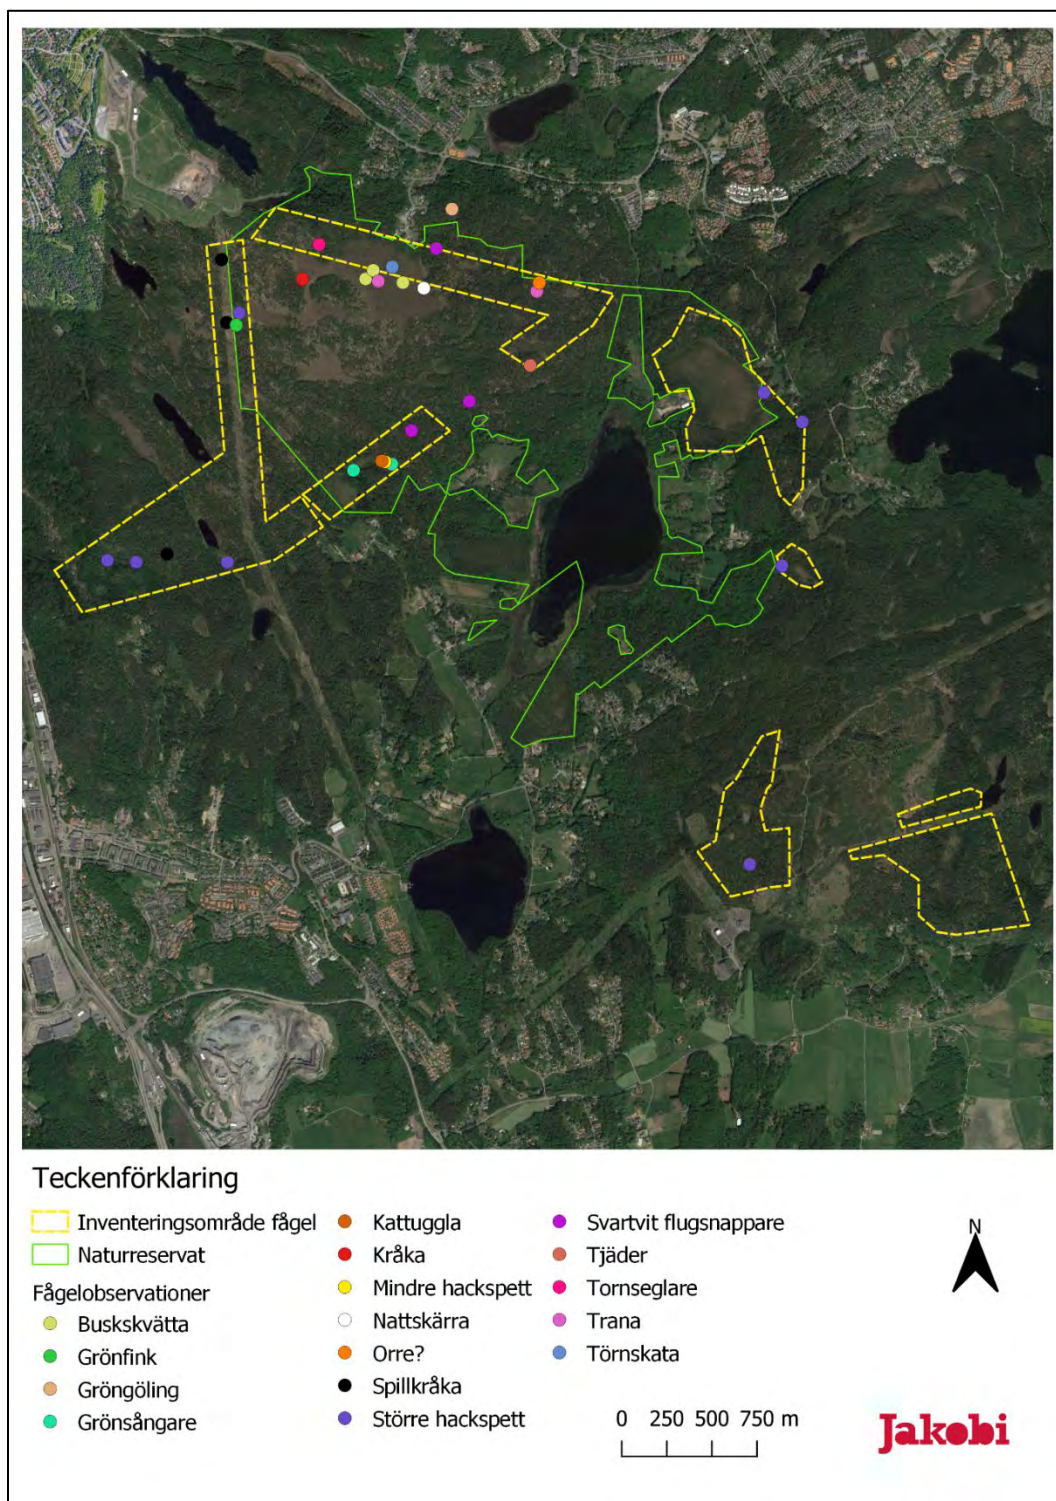 Teckenförklaring
Inventeringsområde fågel
Naturreservat
Fågelobservationer
Buskskvätta
Grönfink
Gröngöling
Grönsångare
Kattuggla
Kråka
Mindre hackspett
Nattskärra
Orre?
Spillkråka
Större hackspett
Svartvit flugsnappare
Tjäder
Tornseglare
Trana
Törnskata
N
0 250 500 750 m
Jakobi